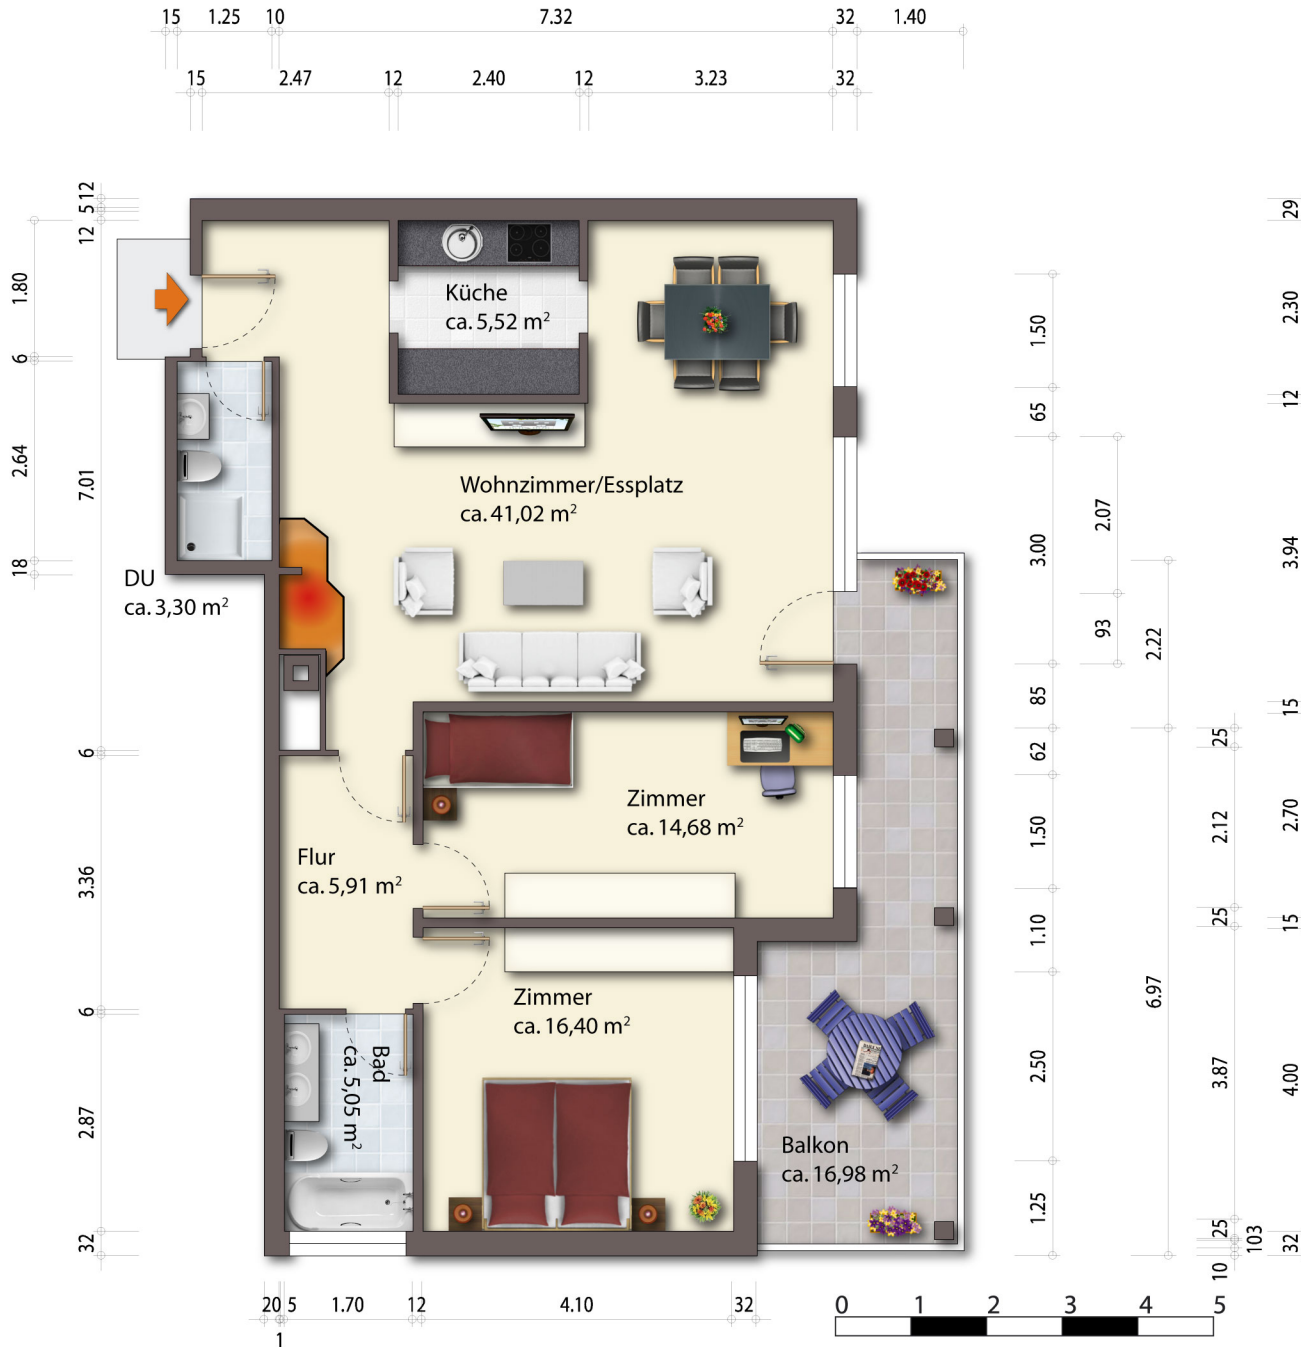 15 1.25 10 7.32 32 1.40
15 2.47 12 2.40 12 3.23 32
12
5
12
1.80
6
2.64
7.01
18
6
3.36
6
2.87
32
Küche
ca. 5,52 m²
Wohnzimmer/Essplatz
ca. 41,02 m²
DU
ca. 3,30 m²
Zimmer
ca. 14,68 m²
Flur
ca. 5,91 m²
Zimmer
ca. 16,40 m²
Bad
ca. 5,05 m²
Balkon
ca. 16,98 m²
1.50
65
3.00
85
62
1.50
1.10
2.50
1.25
2.07
93
2.22
6.97
25
2.12
25
3.87
25
103
10
29
2.30
12
3.94
15
2.70
15
4.00
32
20 5 1.70 12 4.10 32
1
0 1 2 3 4 5